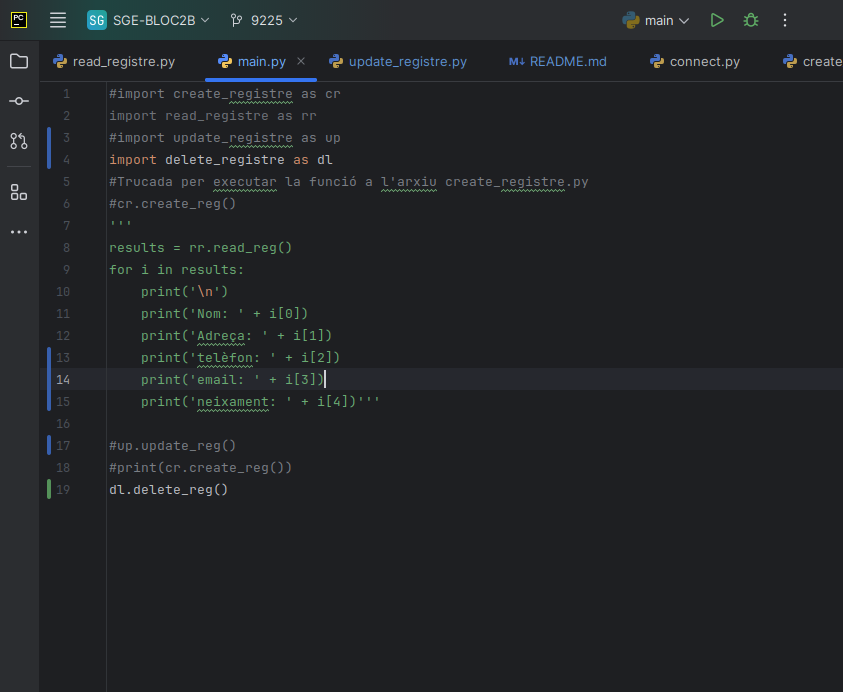 PC SG SGE-BLOC2B 9225 main
read_registre.py main.py update_registre.py M↓ README.md connect.py create
1 #import create_registre as cr
2 import read_registre as rr
3 #import update_registre as up
4 import delete_registre as dl
5 #Trucada per executar la funció a l'arxiu create_registre.py
6 #cr.create_reg()
7 '''
8 results = rr.read_reg()
9 for i in results:
10     print('\n')
11     print('Nom: ' + i[0])
12     print('Adreça: ' + i[1])
13     print('telèfon: ' + i[2])
14     print('email: ' + i[3])
15     print('neixament: ' + i[4])'''
16
17 #up.update_reg()
18 #print(cr.create_reg())
19 dl.delete_reg()